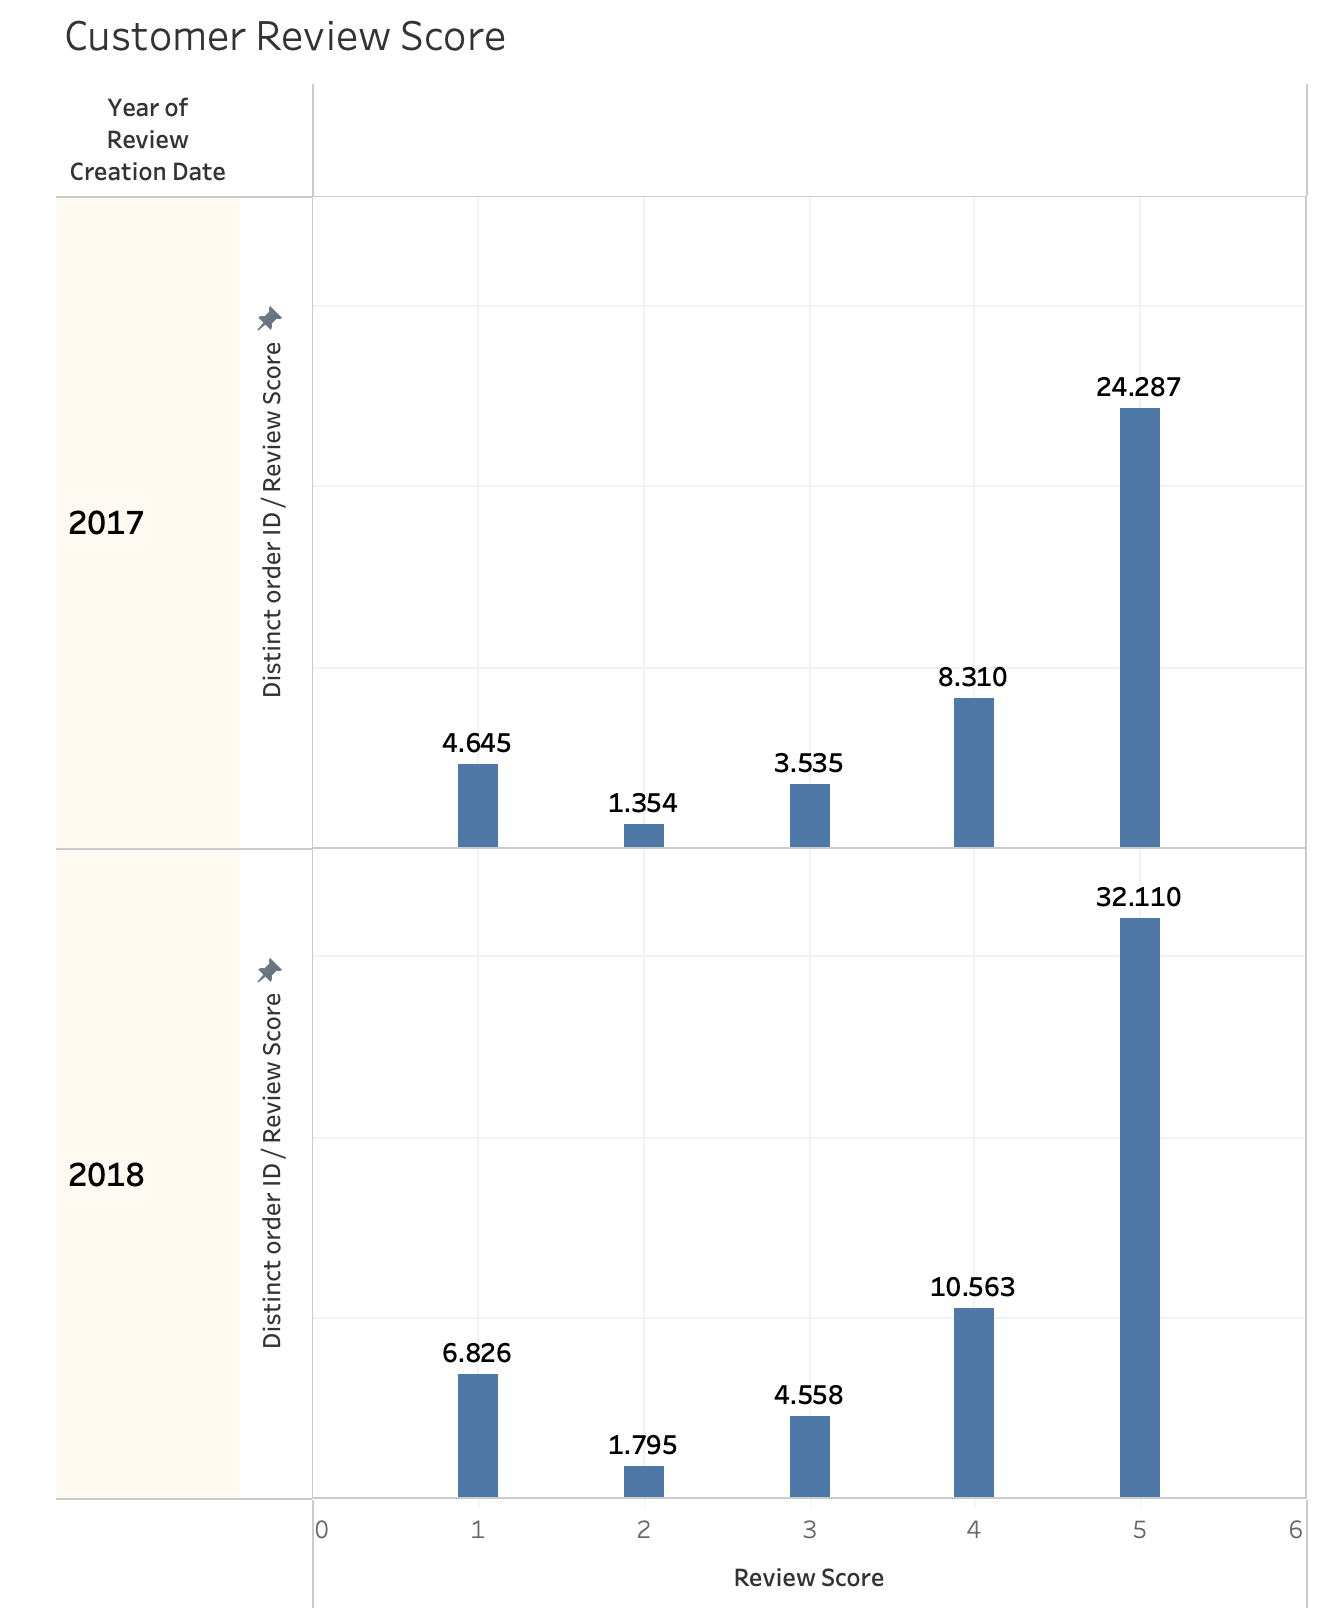 Customer Review Score
Year of
Review
Creation Date
2017
Distinct order ID / Review Score
4.645
1.354
3.535
8.310
24.287
2018
Distinct order ID / Review Score
6.826
1.795
4.558
10.563
32.110
0 1 2 3 4 5 6
Review Score